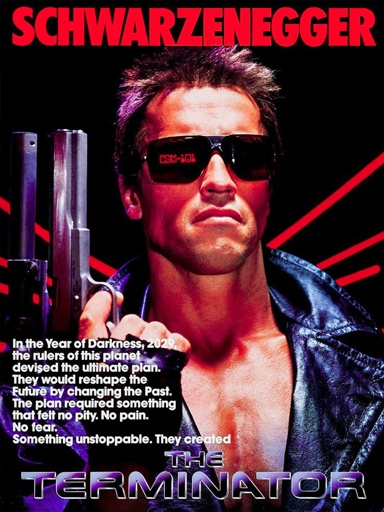 SCHWARZENEGGER
CSM-101
In the Year of Darkness, 2029,
the rulers of this planet
devised the ultimate plan.
They would reshape the
Future by changing the Past.
The plan required something
that felt no pity. No pain.
No fear.
Something unstoppable. They created
THE
TERMINATOR